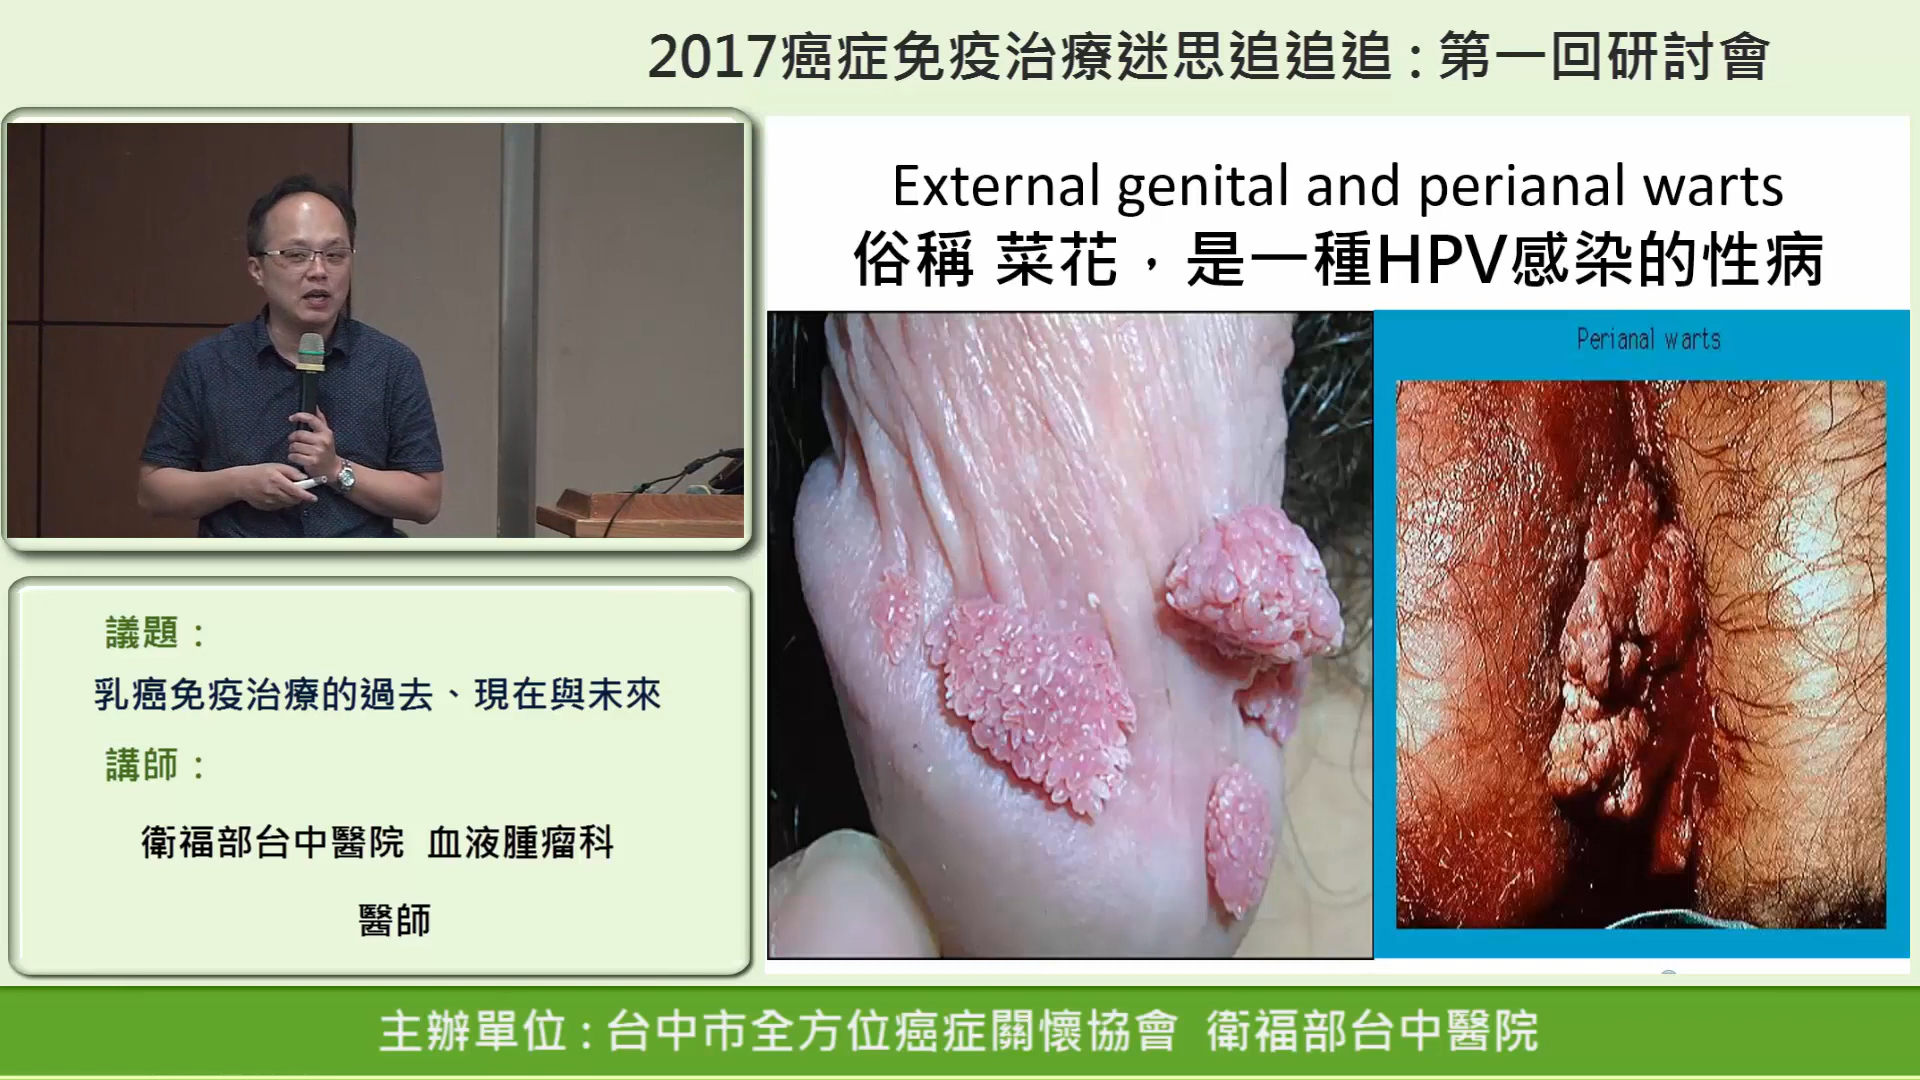 2017癌症免疫治療迷思追追追 : 第一回研討會
External genital and perianal warts
俗稱 菜花，是一種HPV感染的性病
Perianal warts
議題：
乳癌免疫治療的過去、現在與未來
講師：
衛福部台中醫院 血液腫瘤科
醫師
主辦單位 : 台中市全方位癌症關懷協會 衛福部台中醫院